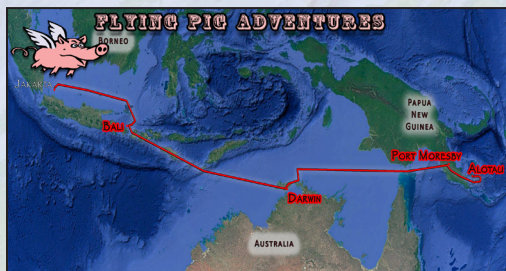 FLYING PIG ADVENTURES
BORNEO
JAKARTA
PAPUA
NEW
GUINEA
BALI
PORT MORESBY
ALOTAU
DARWIN
AUSTRALIA